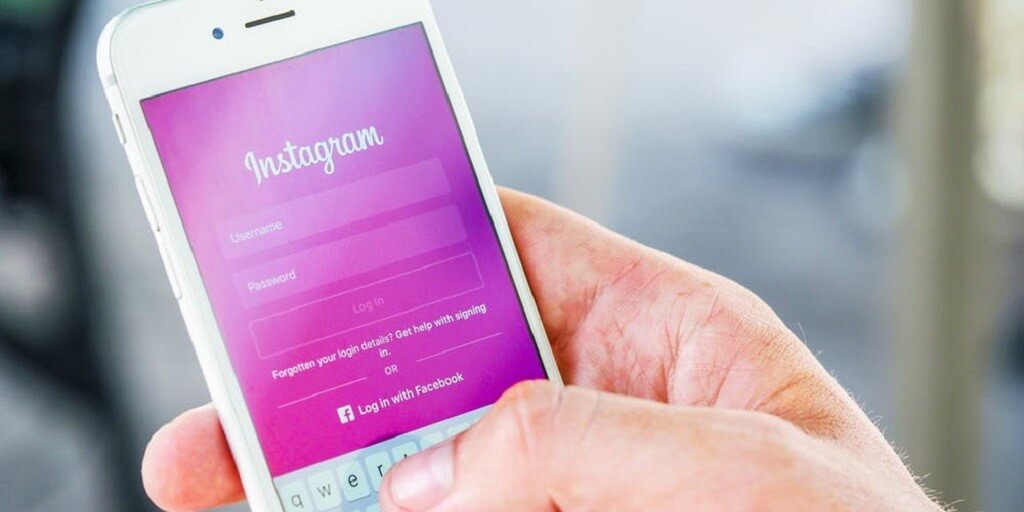 Instagram
Username
Password
Log In
Forgotten your login details? Get help with signing
in.
OR
Log in with Facebook
q w e r